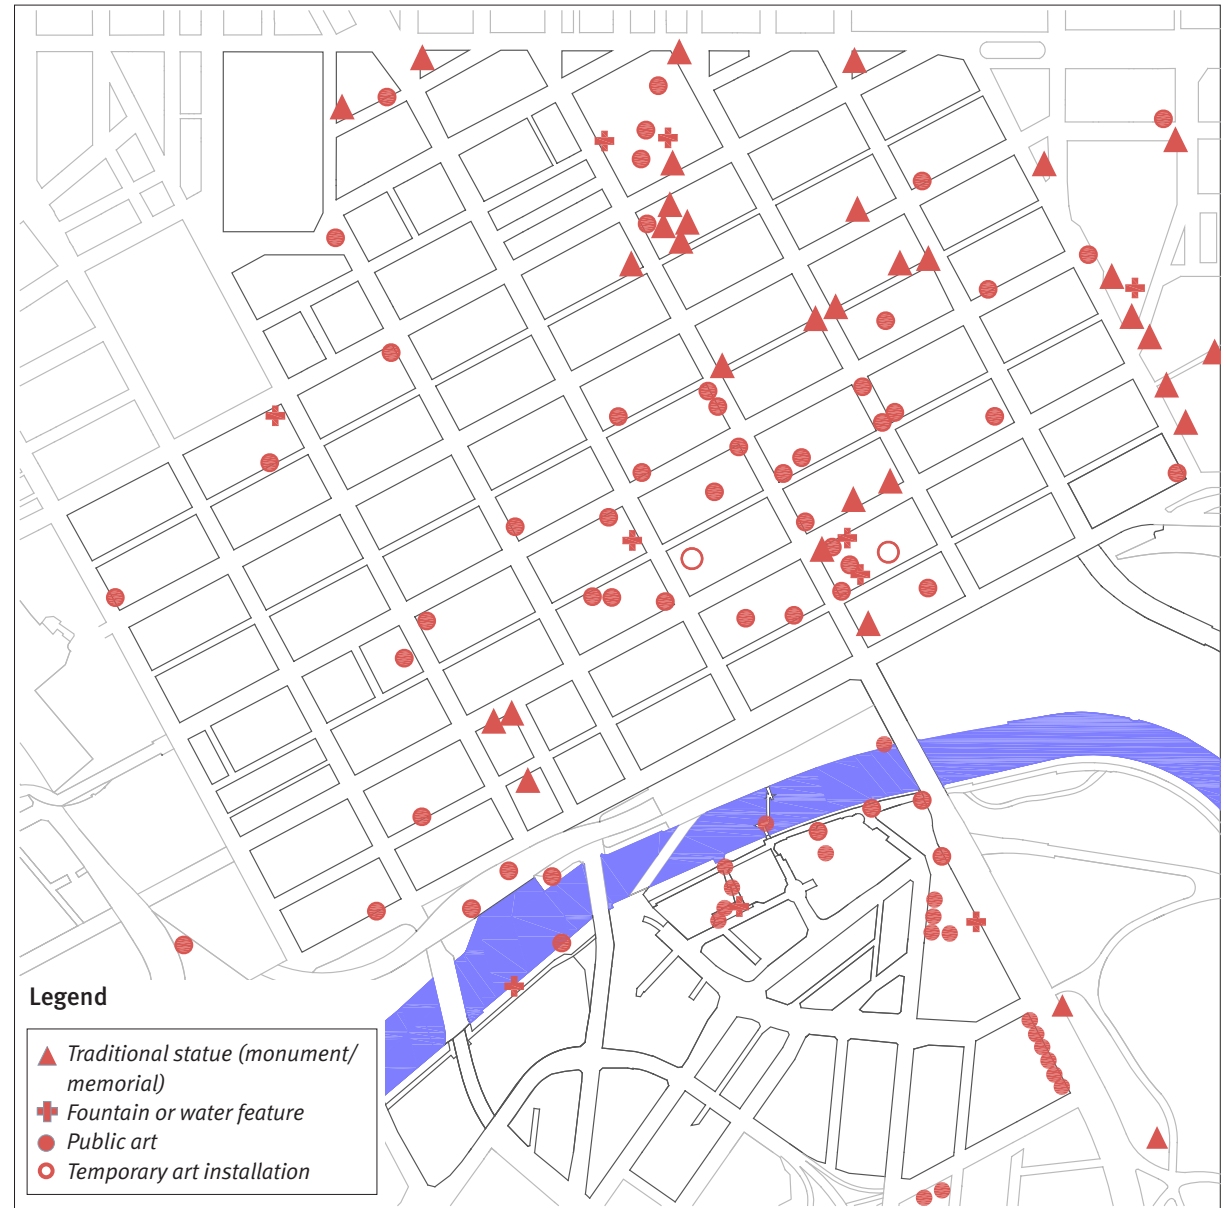 Legend
Traditional statue (monument/
memorial)
Fountain or water feature
Public art
Temporary art installation